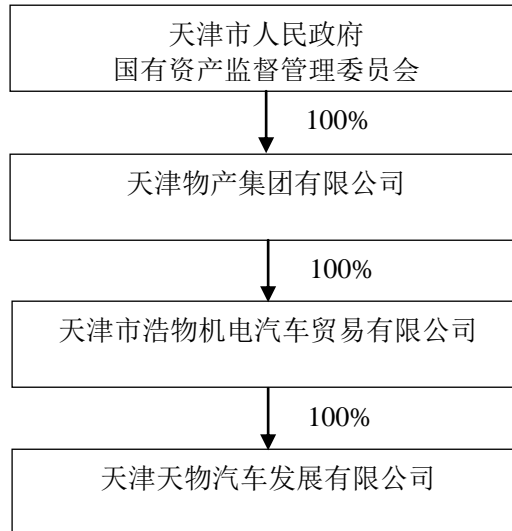 天津市人民政府
国有资产监督管理委员会
100%
天津物产集团有限公司
100%
天津市浩物机电汽车贸易有限公司
100%
天津天物汽车发展有限公司